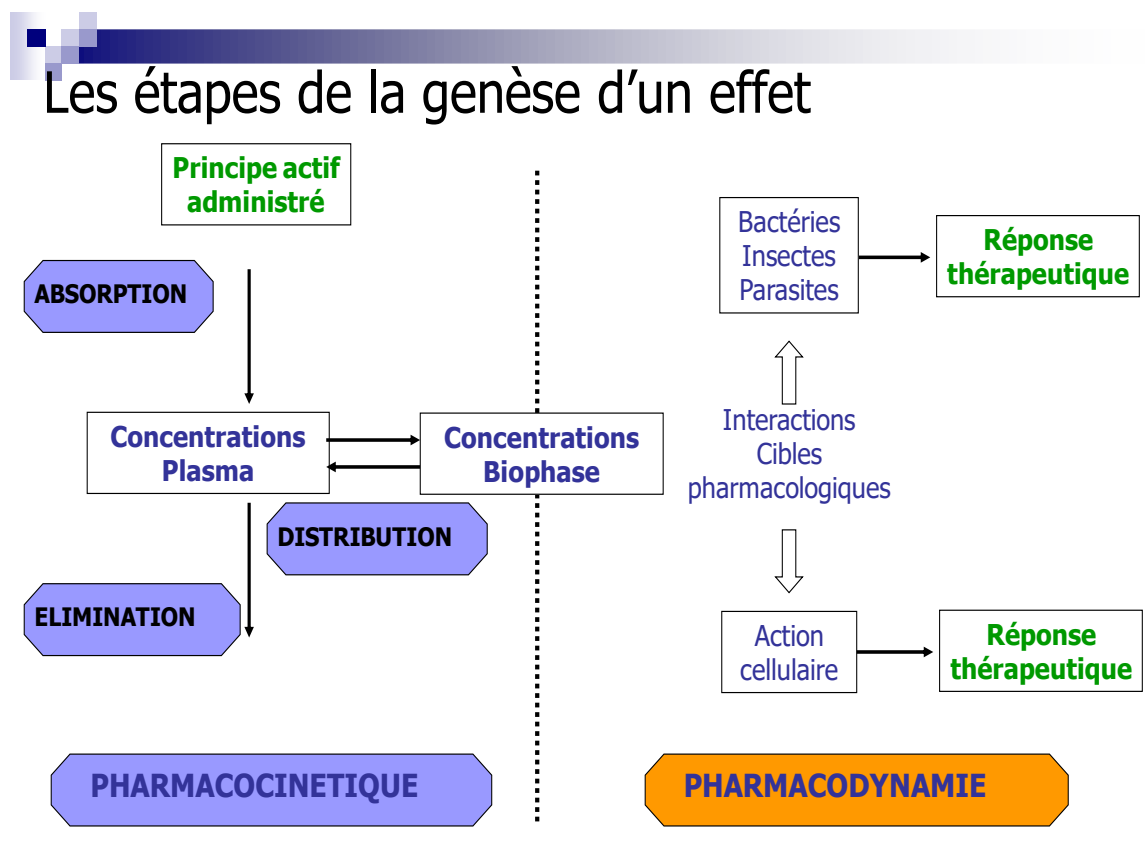 Les étapes de la genèse d’un effet
Principe actif
administré
ABSORPTION
Concentrations
Plasma
Concentrations
Biophase
DISTRIBUTION
ELIMINATION
PHARMACOCINETIQUE
Bactéries
Insectes
Parasites
Réponse
thérapeutique
Interactions
Cibles
pharmacologiques
Action
cellulaire
Réponse
thérapeutique
PHARMACODYNAMIE